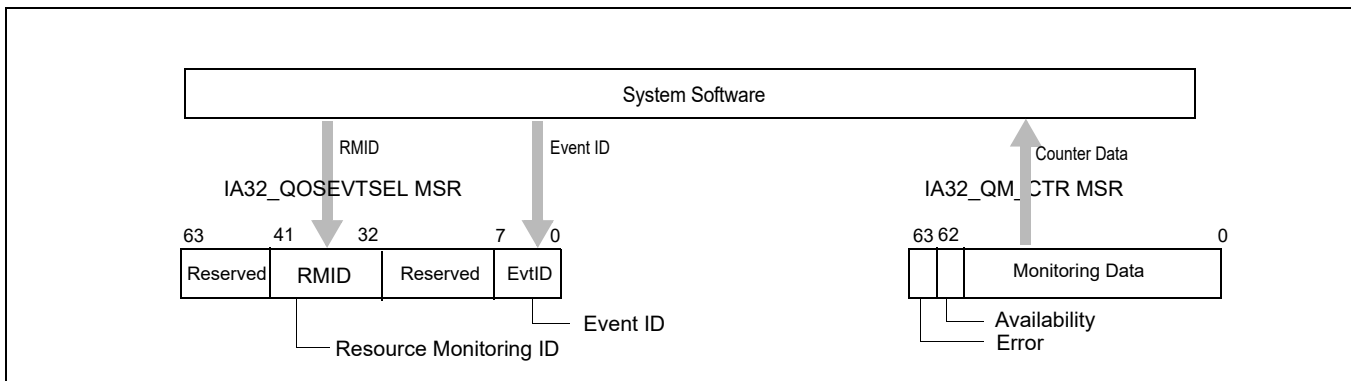 System Software
RMID
Event ID
Counter Data
IA32_QOSEVTSEL MSR
IA32_QM_CTR MSR
63 41 32 7 0
63 62 0
Reserved RMID Reserved EvtID
Monitoring Data
Event ID
Resource Monitoring ID
Availability
Error